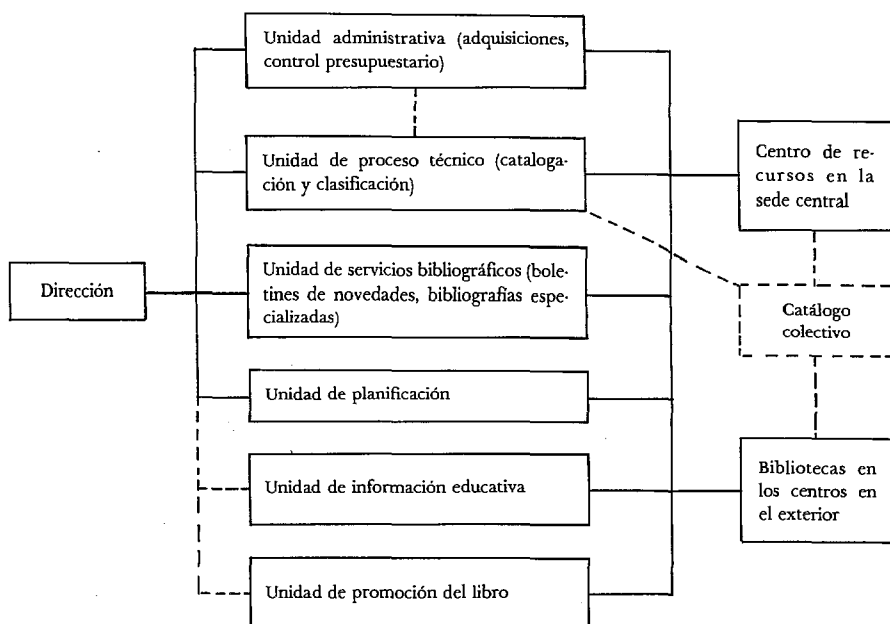 Unidad administrativa (adquisiciones,
control presupuestario)
Unidad de proceso técnico (cataloga-
ción y clasificación)
Centro de re-
cursos en la
sede central
Dirección
Unidad de servicios bibliográficos (bole-
tines de novedades, bibliografías espe-
cializadas)
Catálogo
colectivo
Unidad de planificación
Unidad de información educativa
Bibliotecas en
los centros en
el exterior
Unidad de promoción del libro